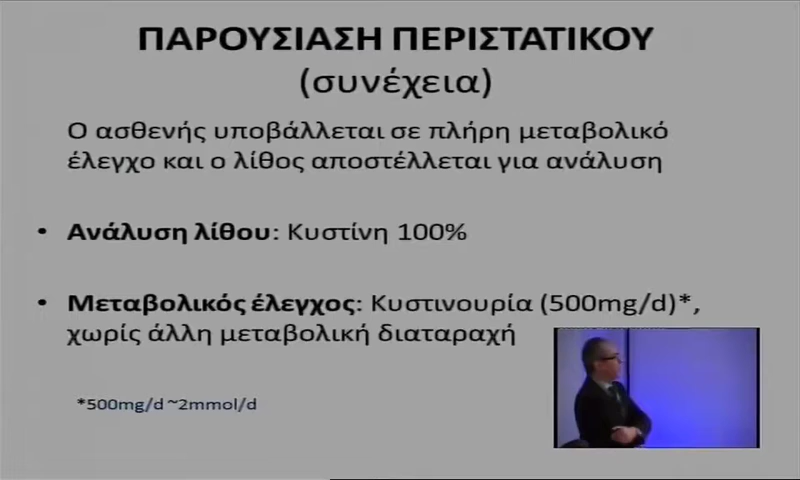 ΠΑΡΟΥΣΙΑΣΗ ΠΕΡΙΣΤΑΤΙΚΟΥ
(συνέχεια)
Ο ασθενής υποβάλλεται σε πλήρη μεταβολικό
έλεγχο και ο λίθος αποστέλλεται για ανάλυση
• Ανάλυση λίθου: Κυστίνη 100%
• Μεταβολικός έλεγχος: Κυστινουρία (500mg/d)*,
χωρίς άλλη μεταβολική διαταραχή
*500mg/d ~2mmol/d